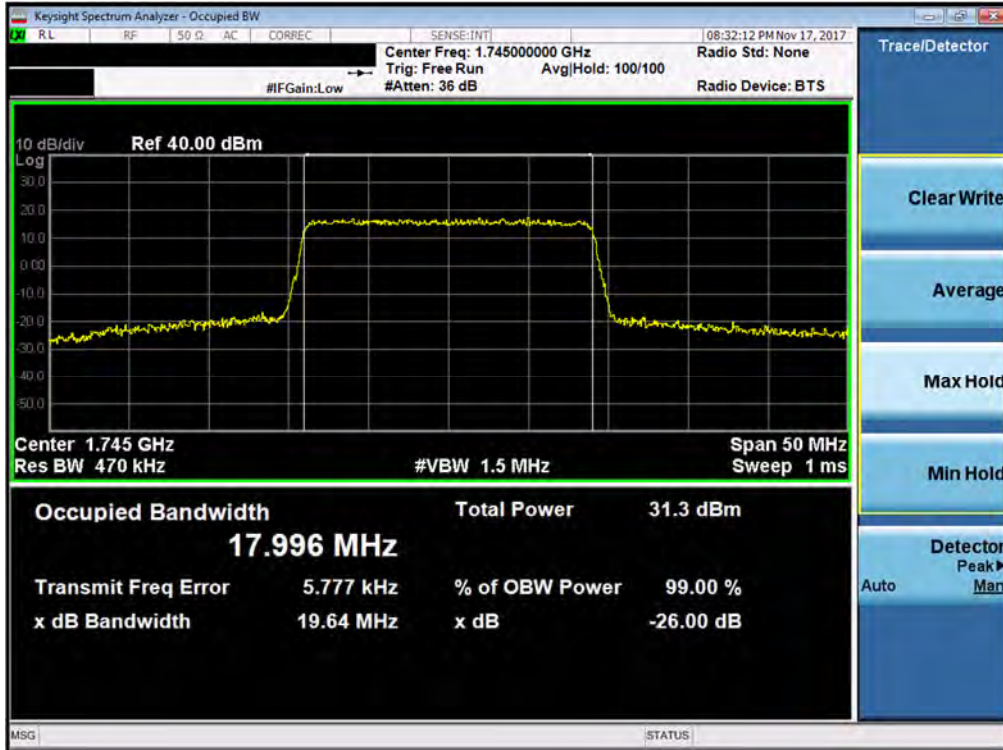 Keysight Spectrum Analyzer - Occupied BW
LXI RL RF 50 Ω AC CORREC SENSE:INT 08:32:12 PM Nov 17, 2017
Center Freq: 1.745000000 GHz Radio Std: None
Trig: Free Run Avg|Hold: 100/100
#IFGain:Low #Atten: 36 dB Radio Device: BTS
10 dB/div Ref 40.00 dBm
Log
30.0
20.0
10.0
0.00
-10.0
-20.0
-30.0
-40.0
-50.0
Center 1.745 GHz Span 50 MHz
Res BW 470 kHz #VBW 1.5 MHz Sweep 1 ms
Occupied Bandwidth Total Power 31.3 dBm
17.996 MHz
Transmit Freq Error 5.777 kHz % of OBW Power 99.00 %
x dB Bandwidth 19.64 MHz x dB -26.00 dB
MSG STATUS
Trace/Detector
Clear Write
Average
Max Hold
Min Hold
Detector
Peak▶
Auto Man